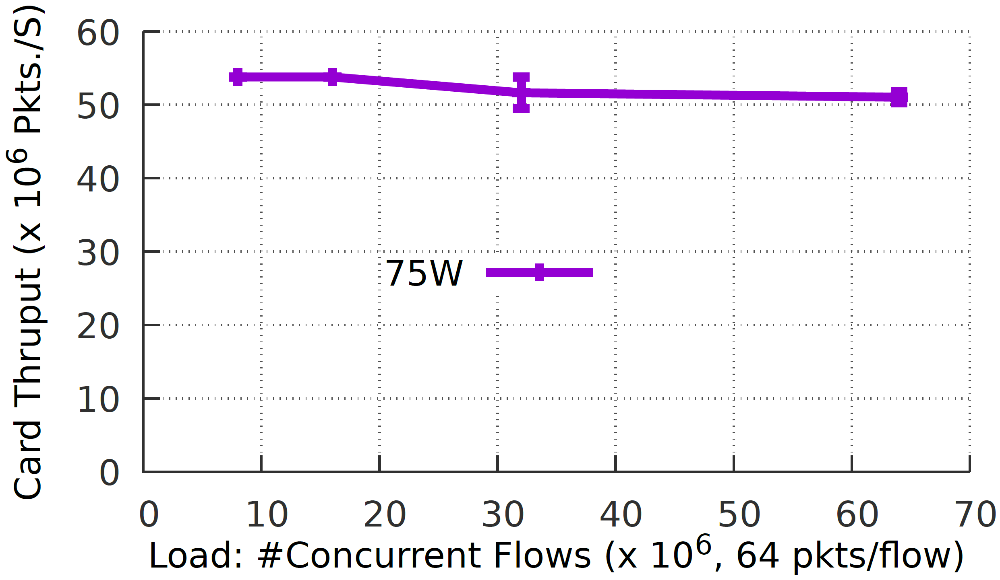 Card Thruput (x 10⁶ Pkts./S)
60
50
40
30
20
10
0
75W
0 10 20 30 40 50 60 70
Load: #Concurrent Flows (x 10⁶, 64 pkts/flow)